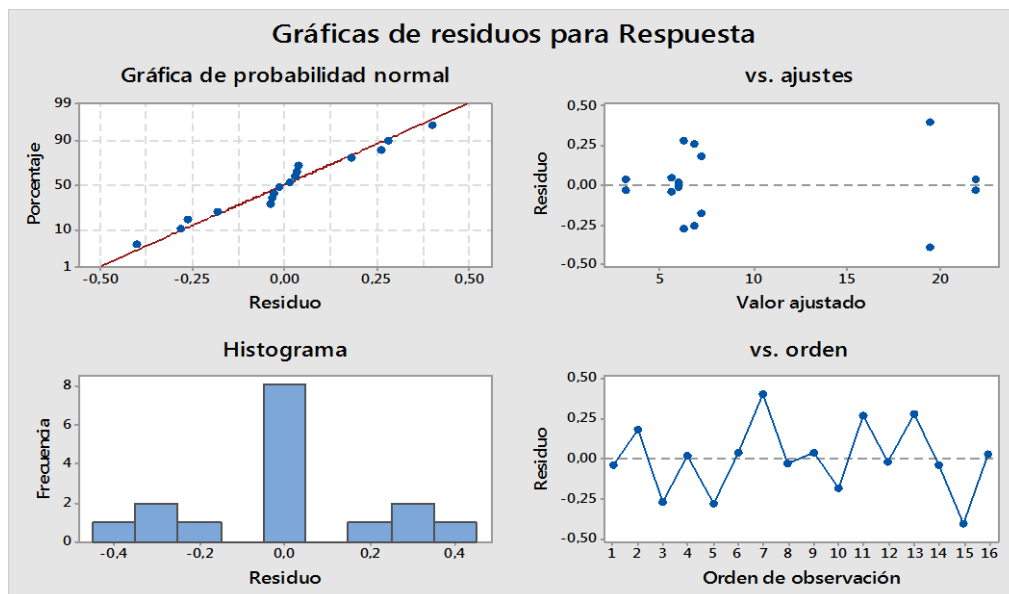 Gráficas de residuos para Respuesta
Gráfica de probabilidad normal
99
90
50
10
1
Porcentaje
-0,50
-0,25
0,00
0,25
0,50
Residuo
vs. ajustes
0,50
0,25
0,00
-0,25
-0,50
Residuo
5
10
15
20
Valor ajustado
Histograma
8
6
4
2
0
Frecuencia
-0,4
-0,2
0,0
0,2
0,4
Residuo
vs. orden
0,50
0,25
0,00
-0,25
-0,50
Residuo
1 2 3 4 5 6 7 8 9 10 11 12 13 14 15 16
Orden de observación